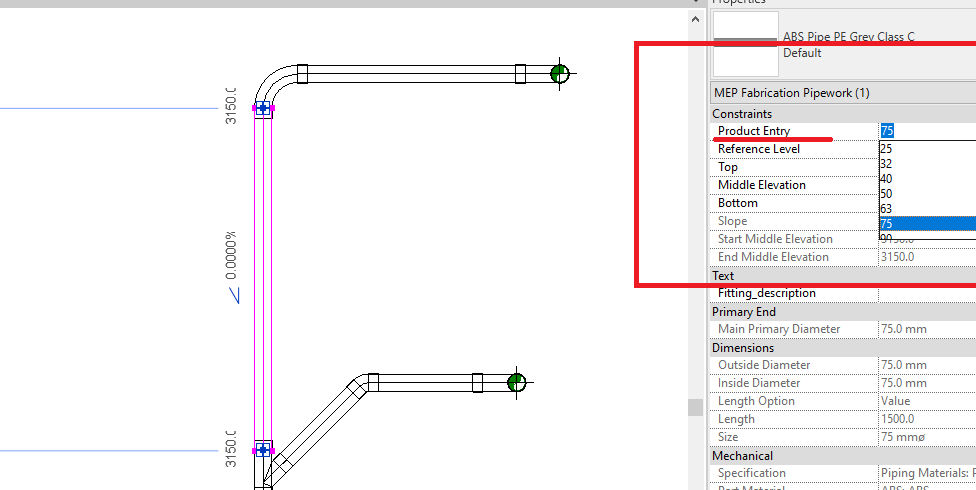 Properties
ABS Pipe PE Grey Class C
Default
MEP Fabrication Pipework (1)
Constraints
Product Entry 75
Reference Level 25
32
Top 40
Middle Elevation 50
Bottom 63
Slope 75
Start Middle Elevation 3150.0
90
End Middle Elevation 3150.0
Text
Fitting_description
Primary End
Main Primary Diameter 75.0 mm
Dimensions
Outside Diameter 75.0 mm
Inside Diameter 75.0 mm
Length Option Value
Length 1500.0
Size 75 mmø
Mechanical
Specification Piping Materials:
Part Material ABS: ABS
3150.0
0.0000%
3150.0